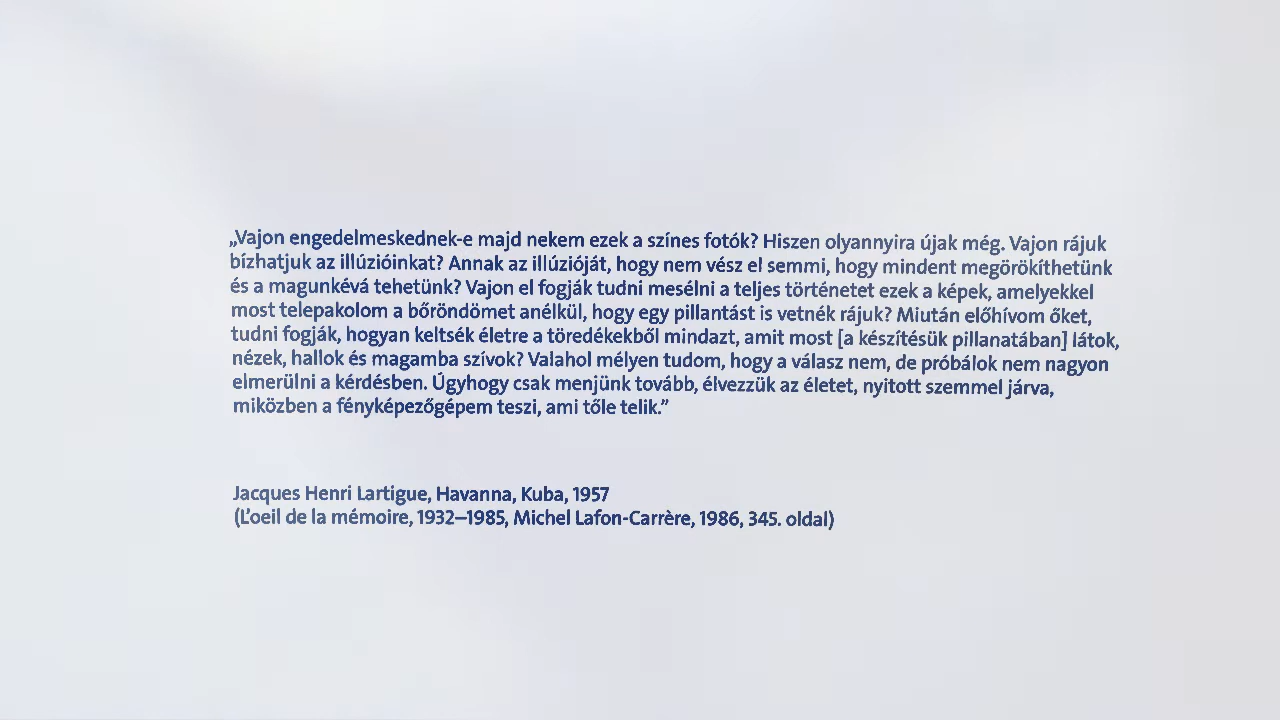 „Vajon engedelmeskednek-e majd nekem ezek a színes fotók? Hiszen olyannyira újak még. Vajon rájuk
bízhatjuk az illúzióinkat? Annak az illúzióját, hogy nem vész el semmi, hogy mindent megörökíthetünk
és a magunkévá tehetünk? Vajon el fogják tudni mesélni a teljes történetet ezek a képek, amelyekkel
most telepakolom a bőröndömet anélkül, hogy egy pillantást is vetnék rájuk? Miután előhívom őket,
tudni fogják, hogyan keltsék életre a töredékekből mindazt, amit most [a készítésük pillanatában] látok,
nézek, hallok és magamba szívok? Valahol mélyen tudom, hogy a válasz nem, de próbálok nem nagyon
elmerülni a kérdésben. Úgyhogy csak menjünk tovább, élvezzük az életet, nyitott szemmel járva,
miközben a fényképezőgépem teszi, ami tőle telik.”
Jacques Henri Lartigue, Havanna, Kuba, 1957
(L’oeil de la mémoire, 1932–1985, Michel Lafon-Carrère, 1986, 345. oldal)